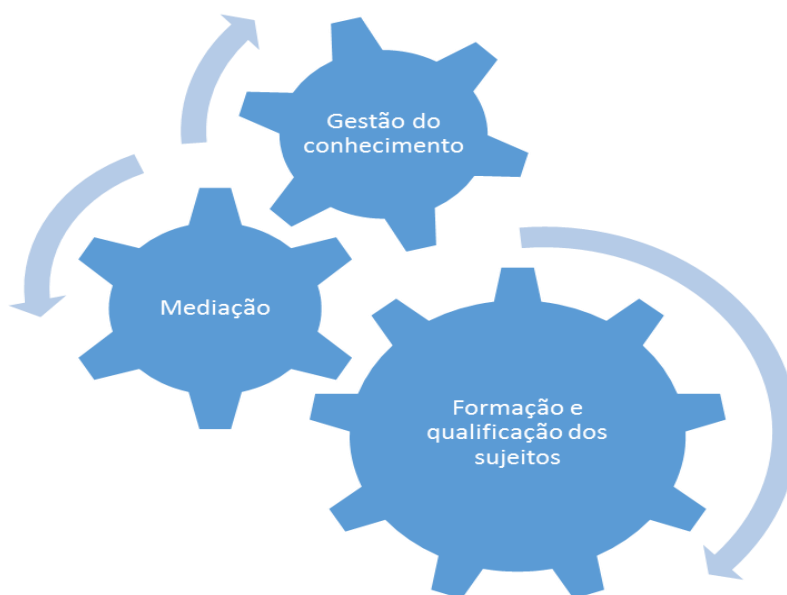 Gestão do
conhecimento
Mediação
Formação e
qualificação dos
sujeitos